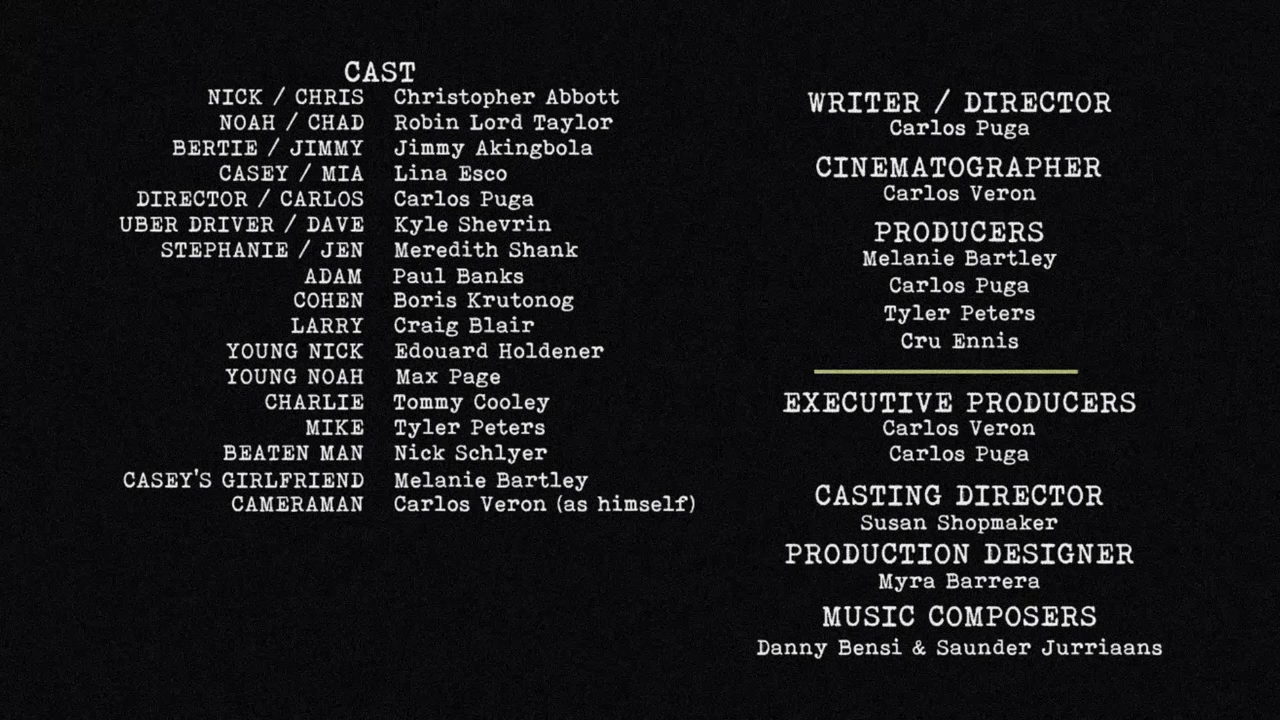 CAST
NICK / CHRIS Christopher Abbott
NOAH / CHAD Robin Lord Taylor
BERTIE / JIMMY Jimmy Akingbola
CASEY / MIA Lina Esco
DIRECTOR / CARLOS Carlos Puga
UBER DRIVER / DAVE Kyle Shevrin
STEPHANIE / JEN Meredith Shank
ADAM Paul Banks
COHEN Boris Krutonog
LARRY Craig Blair
YOUNG NICK Edouard Holdener
YOUNG NOAH Max Page
CHARLIE Tommy Cooley
MIKE Tyler Peters
BEATEN MAN Nick Schlyer
CASEY'S GIRLFRIEND Melanie Bartley
CAMERAMAN Carlos Veron (as himself)
WRITER / DIRECTOR
Carlos Puga
CINEMATOGRAPHER
Carlos Veron
PRODUCERS
Melanie Bartley
Carlos Puga
Tyler Peters
Cru Ennis
EXECUTIVE PRODUCERS
Carlos Veron
Carlos Puga
CASTING DIRECTOR
Susan Shopmaker
PRODUCTION DESIGNER
Myra Barrera
MUSIC COMPOSERS
Danny Bensi & Saunder Jurriaans